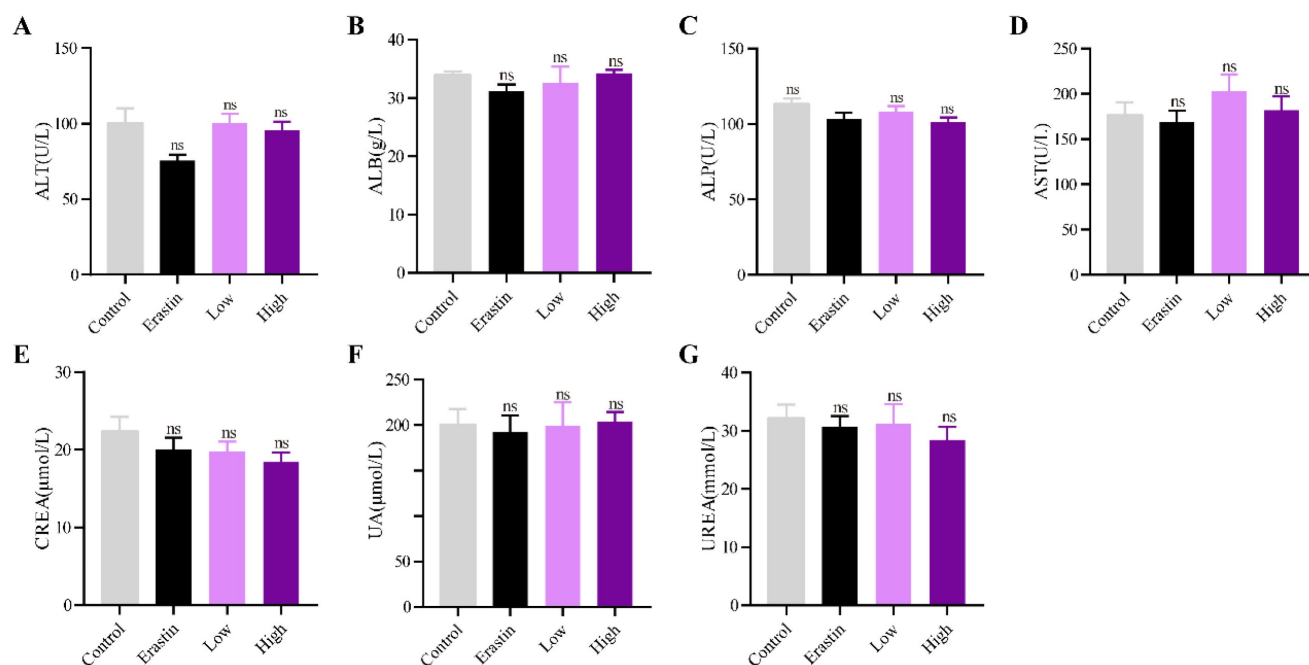 A
ALT(U/L)
150
100
50
0
ns
ns
ns
Control
Erastin
Low
High
B
ALB(g/L)
40
30
20
10
0
ns
ns
ns
Control
Erastin
Low
High
C
ALP(U/L)
150
100
50
0
ns
ns
ns
Control
Erastin
Low
High
D
AST(U/L)
250
200
150
100
50
0
ns
ns
ns
Control
Erastin
Low
High
E
CREA(μmol/L)
30
20
10
0
ns
ns
ns
Control
Erastin
Low
High
F
UA(μmol/L)
250
200
50
0
ns
ns
ns
Control
Erastin
Low
High
G
UREA(mmol/L)
40
30
20
10
0
ns
ns
ns
Control
Erastin
Low
High